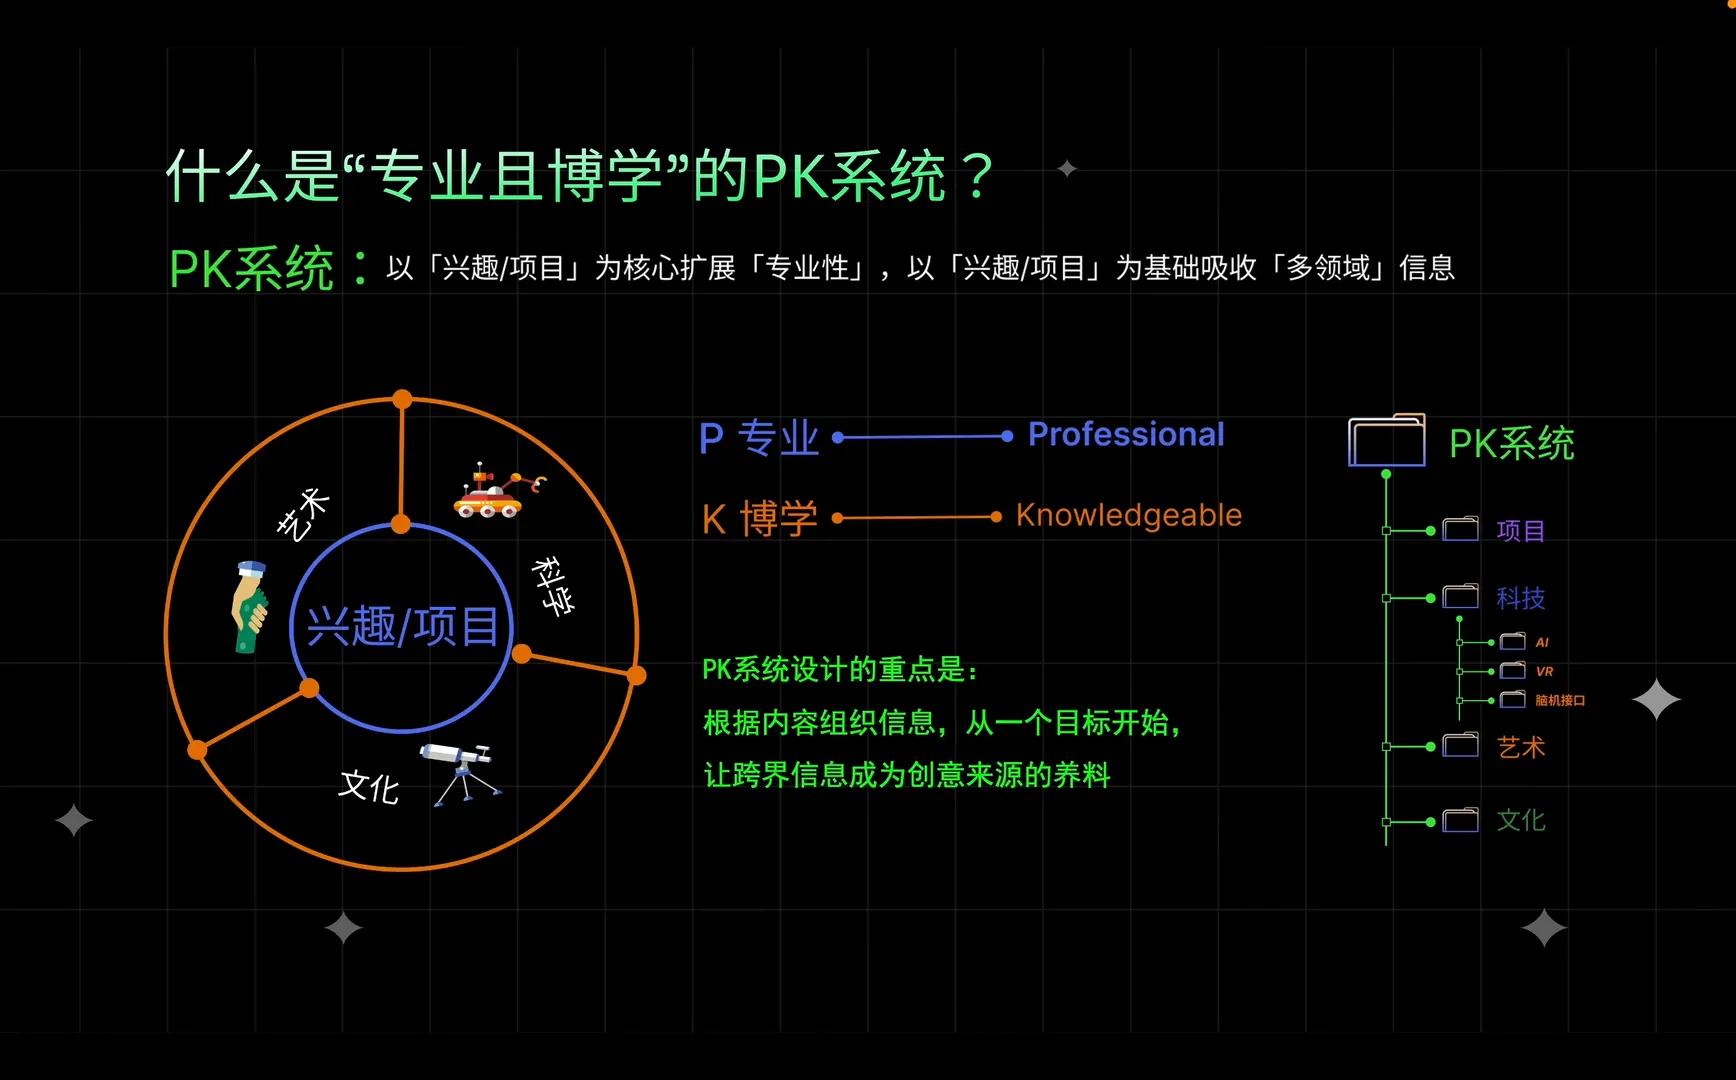 什么是“专业且博学”的PK系统？
PK系统：以「兴趣/项目」为核心扩展「专业性」，以「兴趣/项目」为基础吸收「多领域」信息
艺术
科学
兴趣/项目
文化
P 专业 Professional
K 博学 Knowledgeable
PK系统设计的重点是：
根据内容组织信息，从一个目标开始，
让跨界信息成为创意来源的养料
PK系统
项目
科技
AI
VR
脑机接口
艺术
文化